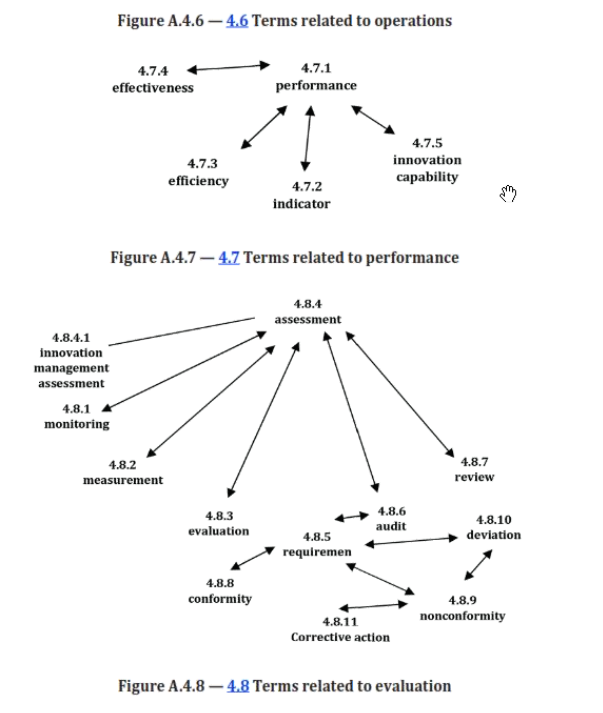 Figure A.4.6 — 4.6 Terms related to operations
4.7.4
effectiveness
4.7.1
performance
4.7.3
efficiency
4.7.2
indicator
4.7.5
innovation
capability
Figure A.4.7 — 4.7 Terms related to performance
4.8.4
assessment
4.8.4.1
innovation
management
assessment
4.8.1
monitoring
4.8.2
measurement
4.8.7
review
4.8.3
evaluation
4.8.6
audit
4.8.10
deviation
4.8.5
requiremen
4.8.8
conformity
4.8.9
nonconformity
4.8.11
Corrective action
Figure A.4.8 — 4.8 Terms related to evaluation